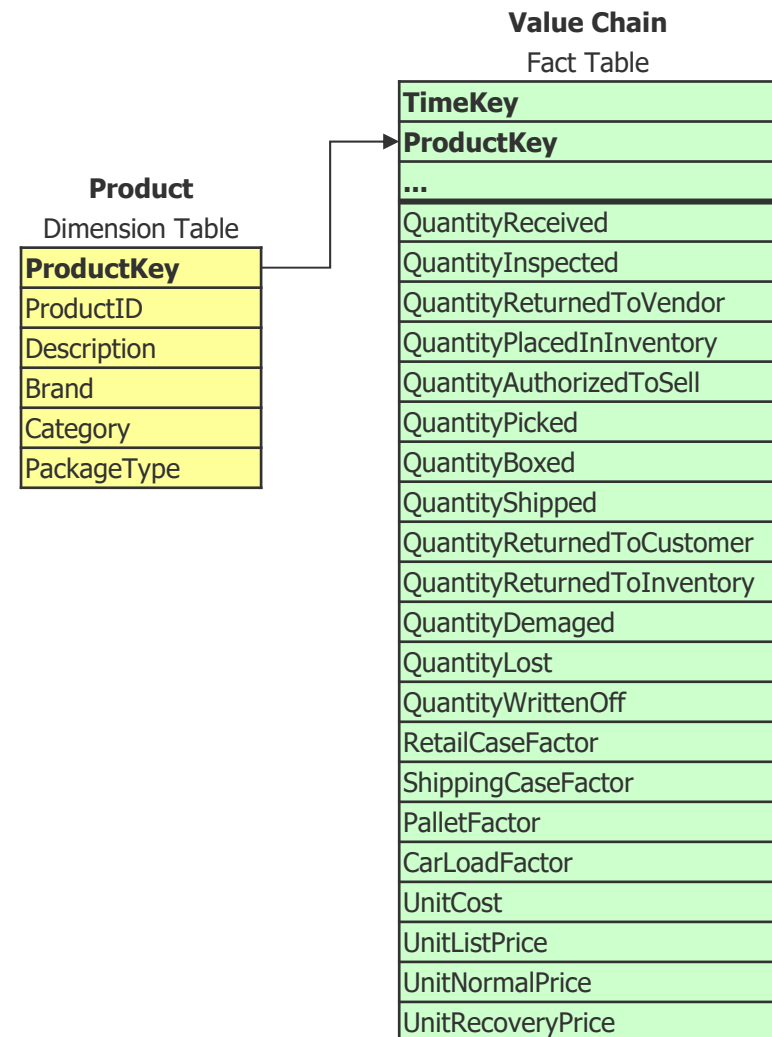 Value Chain
Fact Table
TimeKey
ProductKey
...
QuantityReceived
QuantityInspected
QuantityReturnedToVendor
QuantityPlacedInInventory
QuantityAuthorizedToSell
QuantityPicked
QuantityBoxed
QuantityShipped
QuantityReturnedToCustomer
QuantityReturnedToInventory
QuantityDemaged
QuantityLost
QuantityWrittenOff
RetailCaseFactor
ShippingCaseFactor
PalletFactor
CarLoadFactor
UnitCost
UnitListPrice
UnitNormalPrice
UnitRecoveryPrice
Product
Dimension Table
ProductKey
ProductID
Description
Brand
Category
PackageType